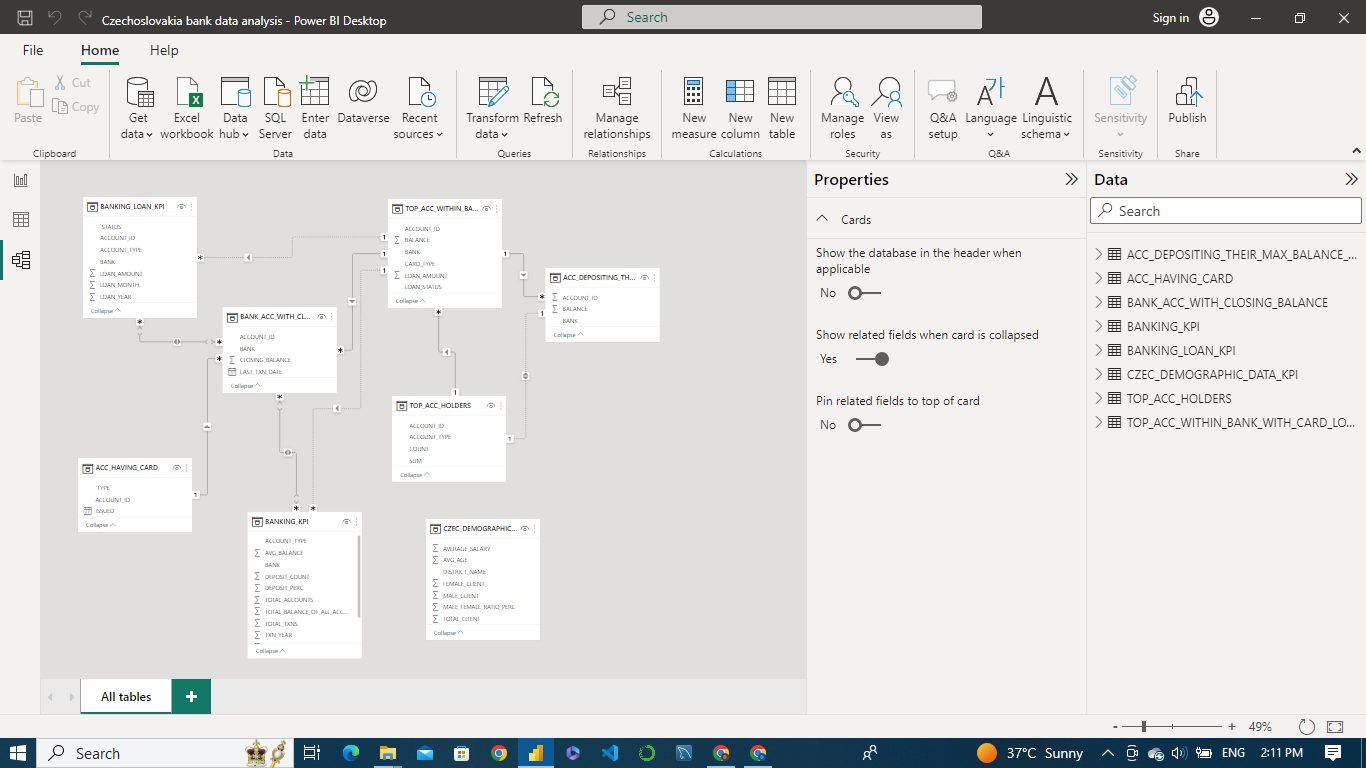 Czechoslovakia bank data analysis - Power BI Desktop
Search
Sign in
File
Home
Help
Paste
Cut
Copy
Clipboard
Get data
Excel workbook
Data hub
SQL Server
Enter data
Dataverse
Recent sources
Data
Transform data
Refresh
Queries
Manage relationships
Relationships
New measure
New column
New table
Calculations
Manage roles
View as
Security
Q&A setup
Language
Linguistic schema
Q&A
Sensitivity
Sensitivity
Publish
Share
BANKING_LOAN_KPI
`STATUS`
ACCOUNT_ID
ACCOUNT_TYPE
BANK
LOAN_AMOUNT
LOAN_MONTH
LOAN_YEAR
Collapse
TOP_ACC_WITHIN_BA...
ACCOUNT_ID
BALANCE
BANK
CARD_TYPE
LOAN_AMOUNT
LOAN_STATUS
Collapse
ACC_DEPOSITING_TH...
ACCOUNT_ID
BALANCE
BANK
Collapse
BANK_ACC_WITH_CL...
ACCOUNT_ID
BANK
CLOSING_BALANCE
LAST_TXN_DATE
Collapse
TOP_ACC_HOLDERS
ACCOUNT_ID
ACCOUNT_TYPE
COUNT
SUM
Collapse
ACC_HAVING_CARD
`TYPE`
ACCOUNT_ID
ISSUED
Collapse
BANKING_KPI
ACCOUNT_TYPE
AVG_BALANCE
BANK
DEPOSIT_COUNT
DEPOSIT_PERC
TOTAL_ACCOUNTS
TOTAL_BALANCE_OF_ALL_ACC...
TOTAL_TXNS
TXN_YEAR
Collapse
CZEC_DEMOGRAPHIC...
AVERAGE_SALARY
AVG_AGE
DISTRICT_NAME
FEMALE_CLIENT
MALE_CLIENT
MALE_FEMALE_RATIO_PERC
TOTAL_CLIENT
Collapse
Properties
Cards
Show the database in the header when
applicable
No
Show related fields when card is collapsed
Yes
Pin related fields to top of card
No
Data
Search
ACC_DEPOSITING_THEIR_MAX_BALANCE_...
ACC_HAVING_CARD
BANK_ACC_WITH_CLOSING_BALANCE
BANKING_KPI
BANKING_LOAN_KPI
CZEC_DEMOGRAPHIC_DATA_KPI
TOP_ACC_HOLDERS
TOP_ACC_WITHIN_BANK_WITH_CARD_LO...
All tables
+
- + 49%
Search
37°C Sunny
ENG
2:11 PM